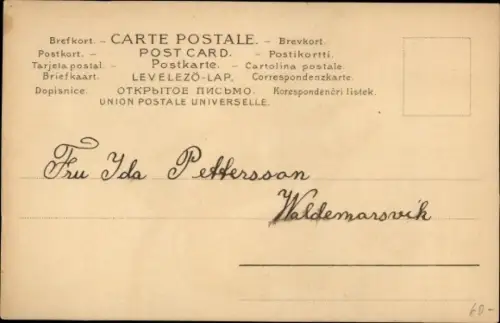 Brefkort. – CARTE POSTALE. – Brevkort.
Postkort. – POST CARD. – Postikortti.
Tarjeta postal. – Postkarte. – Cartolina postale.
Briefkaart. LEVELEZÖ-LAP. Correspondenzkarte.
Dopisnice. ОТКРЫТОЕ ПИСЬМО. Korespondenční lístek.
UNION POSTALE UNIVERSELLE.
Fru Ida Pettersson
Waldemarsvik
60-